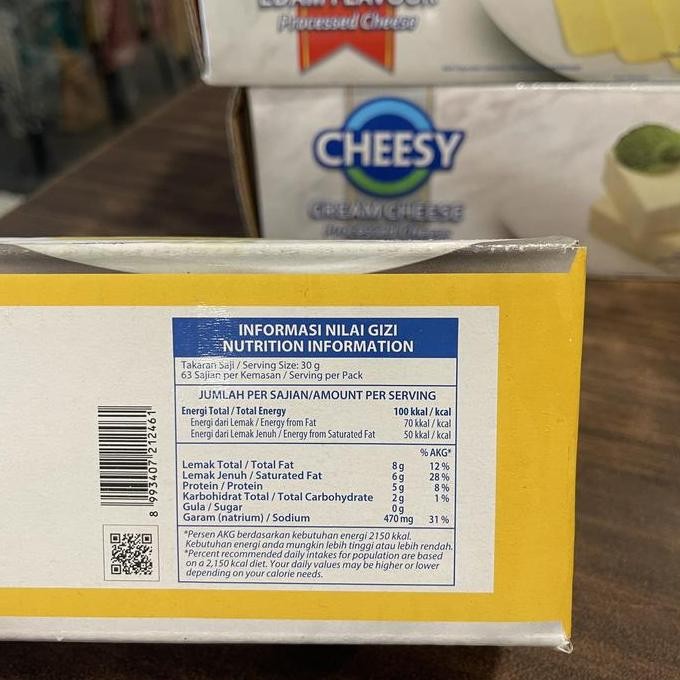 EDAM FLAVOUR
Processed Cheese
CHEESY
CREAM CHEESE
Processed Cheese
INFORMASI NILAI GIZI
NUTRITION INFORMATION
Takaran Saji / Serving Size: 30 g
63 Sajian per Kemasan / Serving per Pack
JUMLAH PER SAJIAN/AMOUNT PER SERVING
Energi Total / Total Energy 100 kkal / kcal
Energi dari Lemak / Energy from Fat 70 kkal / kcal
Energi dari Lemak Jenuh / Energy from Saturated Fat 50 kkal / kcal
% AKG*
Lemak Total / Total Fat 8 g 12 %
Lemak Jenuh / Saturated Fat 6 g 28 %
Protein / Protein 5 g 8 %
Karbohidrat Total / Total Carbohydrate 2 g 1 %
Gula / Sugar 0 g
Garam (natrium) / Sodium 470 mg 31 %
*Persen AKG berdasarkan kebutuhan energi 2150 kkal.
Kebutuhan energi anda mungkin lebih tinggi atau lebih rendah.
*Percent recommended daily intakes for population are based
on a 2,150 kcal diet. Your daily values may be higher or lower
depending on your calorie needs.
8 993407 212461